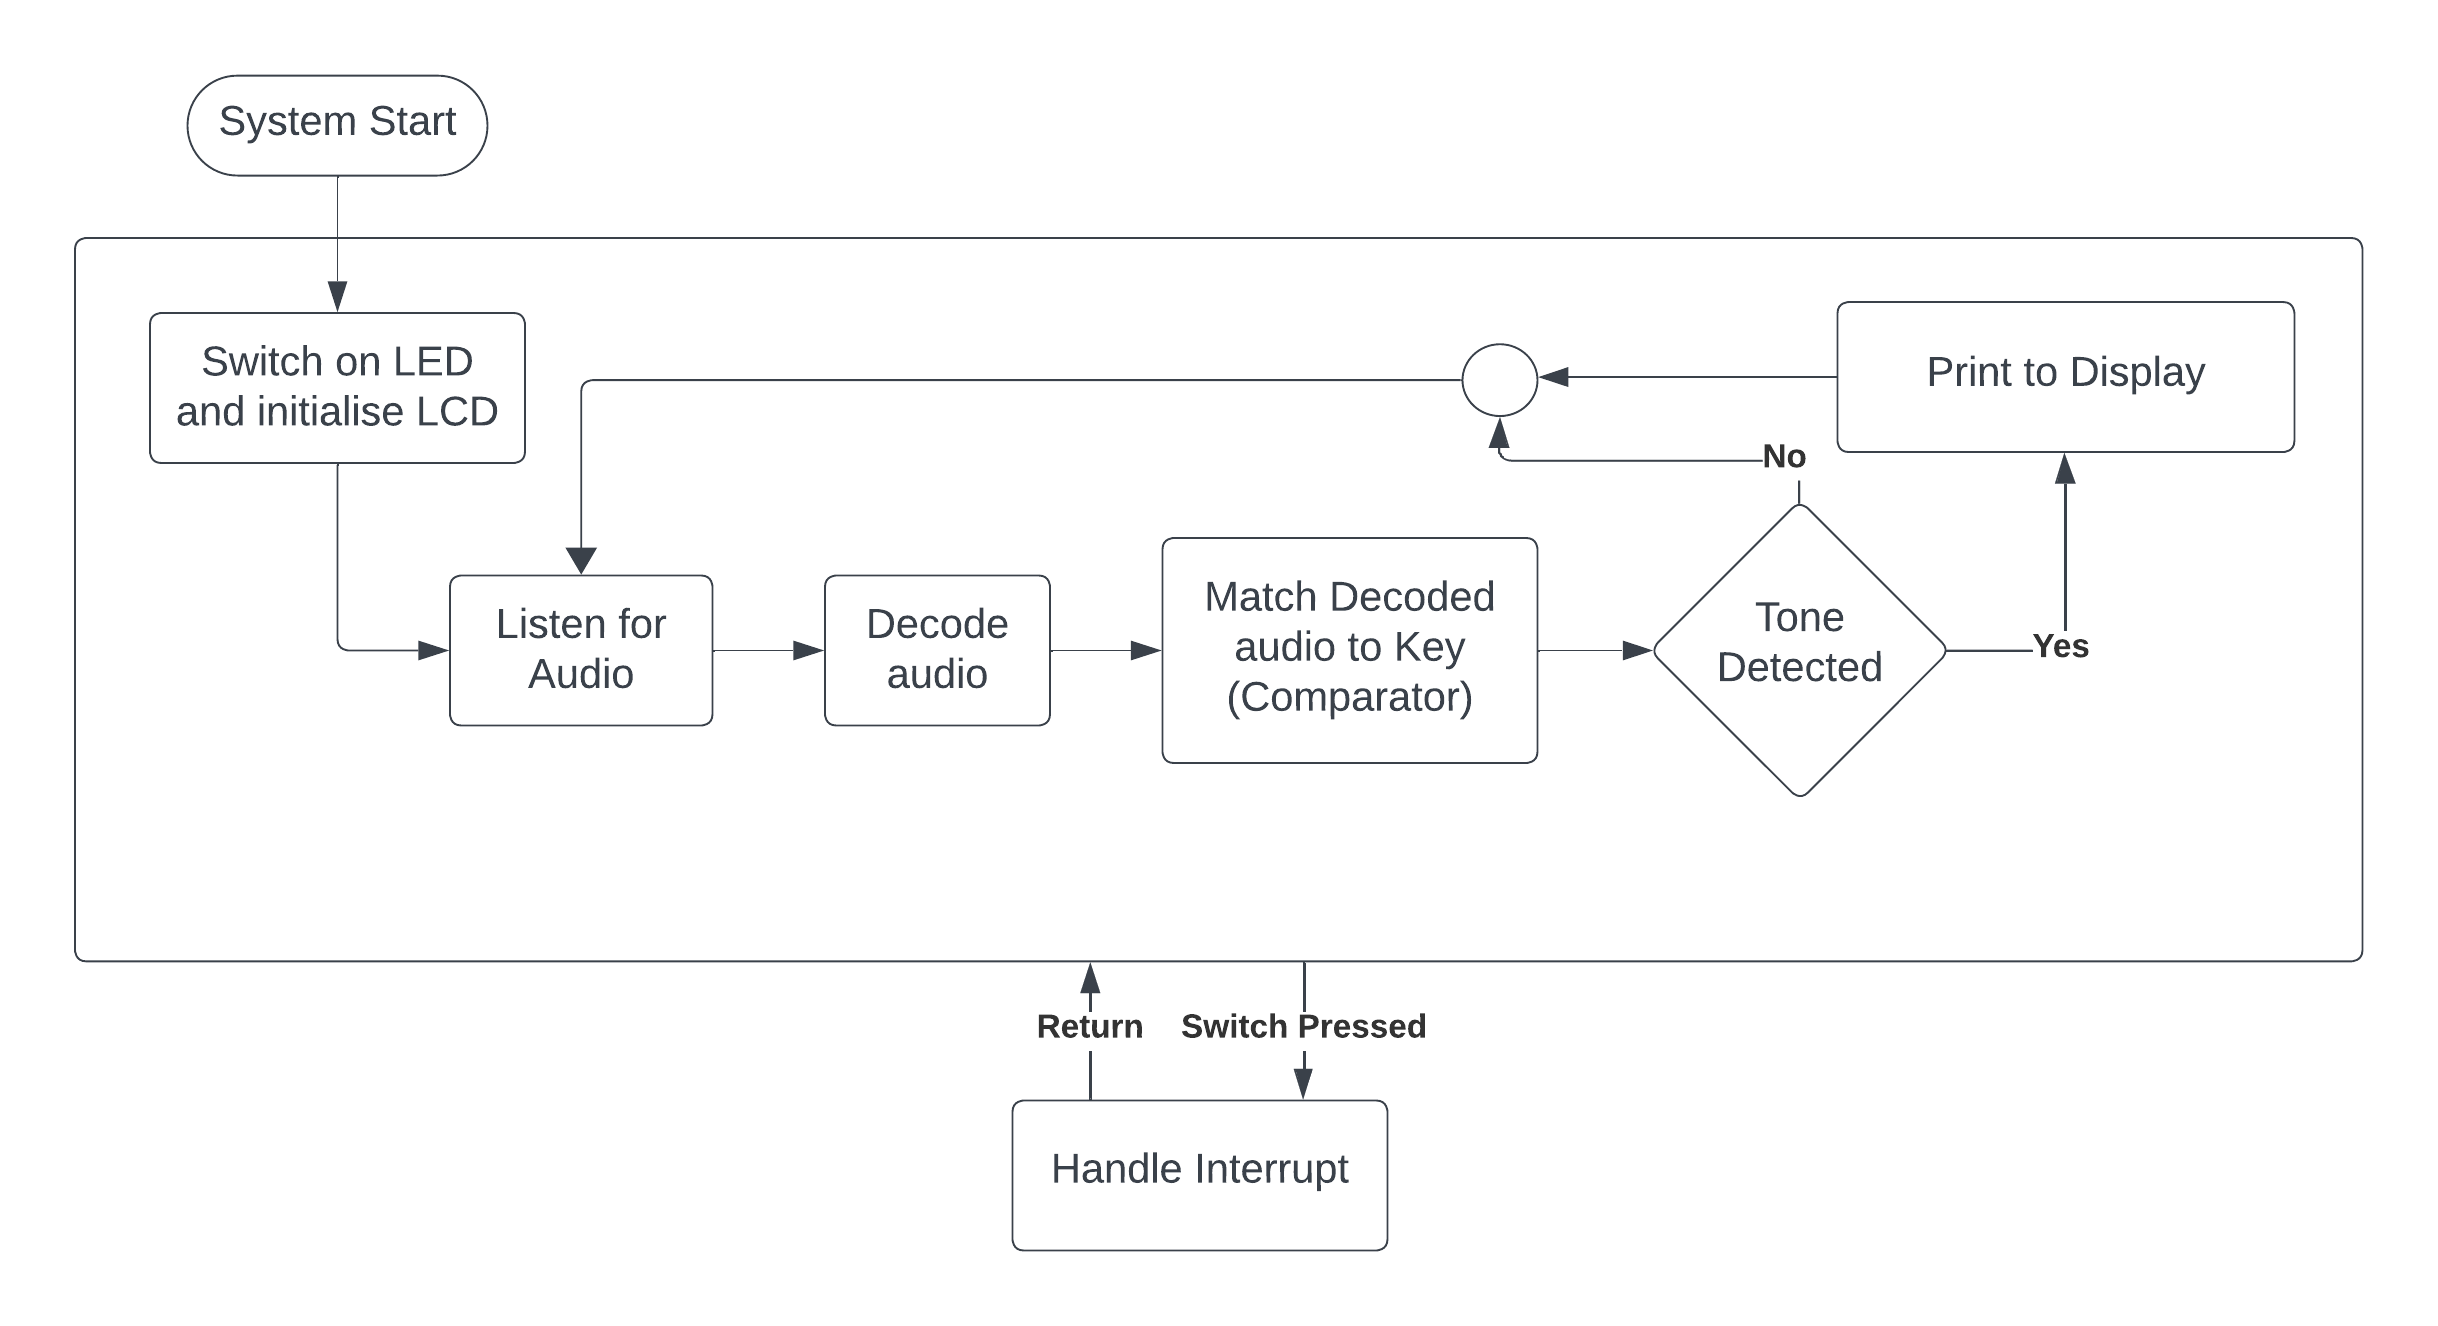 System Start
Switch on LED
and initialise LCD
Print to Display
No
Listen for
Audio
Decode
audio
Match Decoded
audio to Key
(Comparator)
Tone
Detected
Yes
Return
Switch Pressed
Handle Interrupt